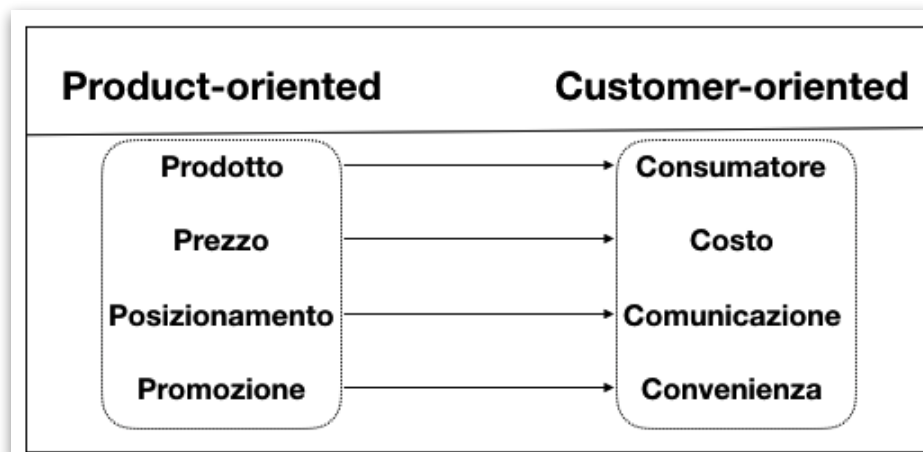 Product-oriented Customer-oriented
Prodotto Consumatore
Prezzo Costo
Posizionamento Comunicazione
Promozione Convenienza